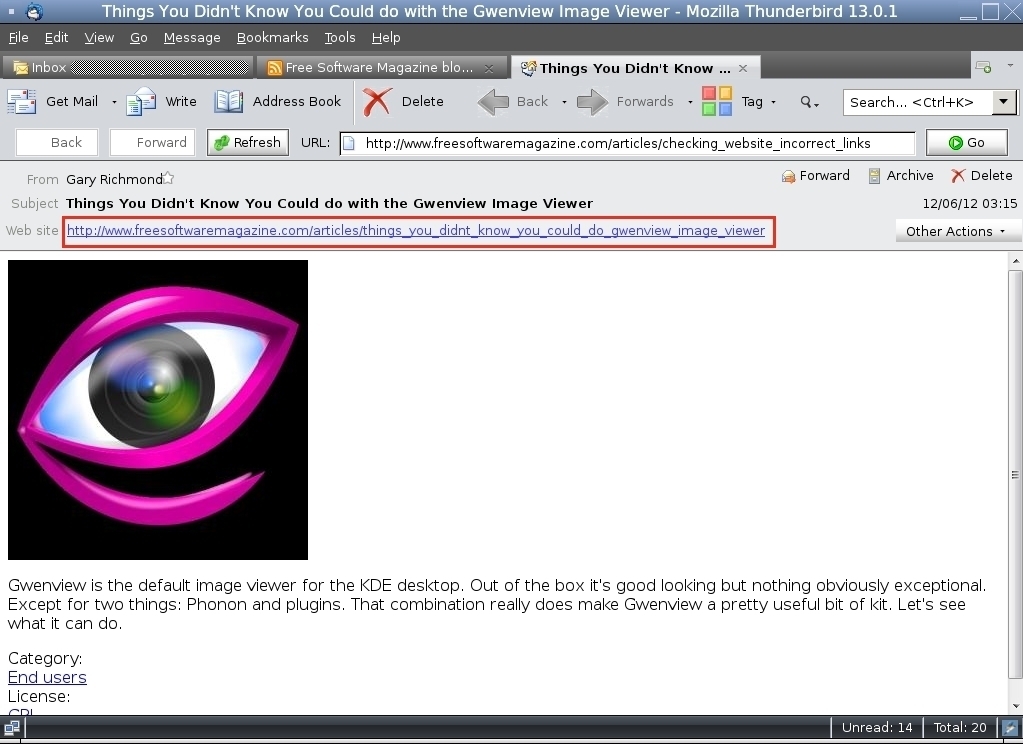 Things You Didn't Know You Could do with the Gwenview Image Viewer - Mozilla Thunderbird 13.0.1
File Edit View Go Message Bookmarks Tools Help
Inbox Free Software Magazine blo... Things You Didn't Know ...
Get Mail Write Address Book Delete Back Forwards Tag Search... <Ctrl+K>
Back Forward Refresh URL: http://www.freesoftwaremagazine.com/articles/checking_website_incorrect_links Go
From Gary Richmond Forward Archive Delete
Subject Things You Didn't Know You Could do with the Gwenview Image Viewer 12/06/12 03:15
Web site http://www.freesoftwaremagazine.com/articles/things_you_didnt_know_you_could_do_gwenview_image_viewer Other Actions
Gwenview is the default image viewer for the KDE desktop. Out of the box it's good looking but nothing obviously exceptional.
Except for two things: Phonon and plugins. That combination really does make Gwenview a pretty useful bit of kit. Let's see
what it can do.
Category:
End users
License:
Unread: 14 Total: 20